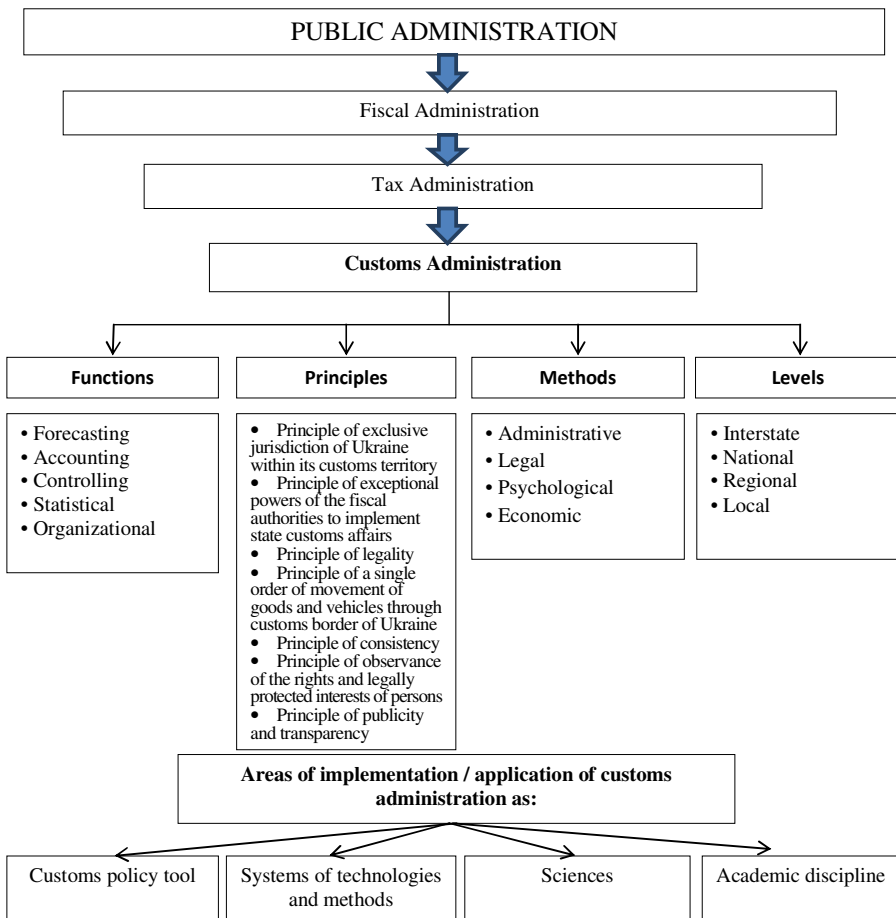 PUBLIC ADMINISTRATION
Fiscal Administration
Tax Administration
Customs Administration
Functions
Principles
Methods
Levels
• Forecasting
• Accounting
• Controlling
• Statistical
• Organizational
• Principle of exclusive
jurisdiction of Ukraine
within its customs territory
• Principle of exceptional
powers of the fiscal
authorities to implement
state customs affairs
• Principle of legality
• Principle of a single
order of movement of
goods and vehicles through
customs border of Ukraine
• Principle of consistency
• Principle of observance
of the rights and legally
protected interests of persons
• Principle of publicity
and transparency
• Administrative
• Legal
• Psychological
• Economic
• Interstate
• National
• Regional
• Local
Areas of implementation / application of customs
administration as:
Customs policy tool
Systems of technologies
and methods
Sciences
Academic discipline